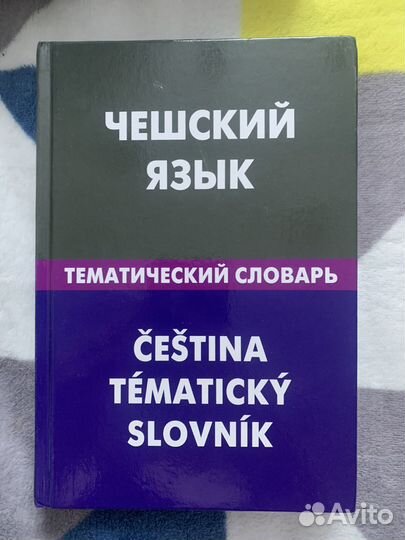 ЧЕШСКИЙ
ЯЗЫК
ТЕМАТИЧЕСКИЙ СЛОВАРЬ
ČEŠTINA
TÉMATICKÝ
SLOVNÍK
Avito